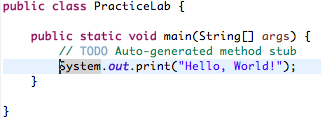 public class PracticeLab {
public static void main(String[] args) {
// TODO Auto-generated method stub
System.out.print("Hello, World!");
}
}